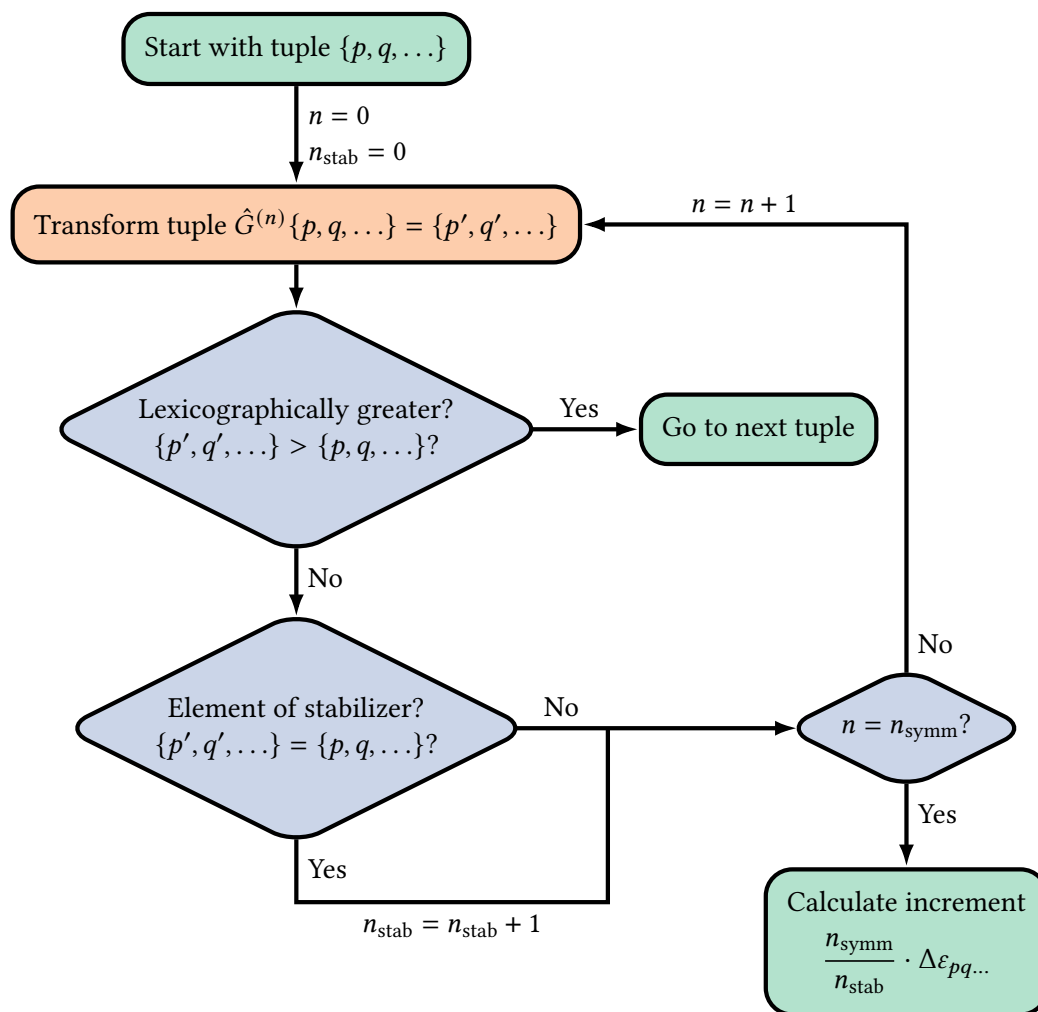 Start with tuple {p, q, . . .}
n = 0
n_stab = 0
n = n + 1
Transform tuple Ĝ⁽ⁿ⁾{p, q, . . .} = {p′, q′, . . .}
Lexicographically greater?
{p′, q′, . . .} > {p, q, . . .}?
Yes
Go to next tuple
No
Element of stabilizer?
{p′, q′, . . .} = {p, q, . . .}?
No
No
n = n_symm?
Yes
n_stab = n_stab + 1
Yes
Calculate increment
n_symm
n_stab
· Δε_pq...